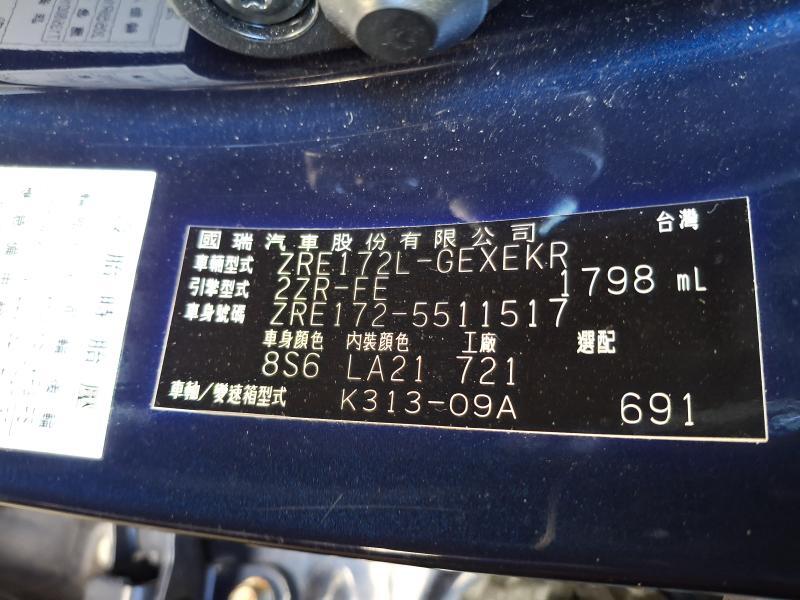 國瑞汽車股份有限公司 台灣
車輛型式 ZRE172L-GEXEKR
引擎型式 2ZR-FE 1798 mL
車身號碼 ZRE172-5511517
車身顏色 內裝顏色 工廠 選配
8S6 LA21 721
車軸/變速箱型式 K313-09A 691